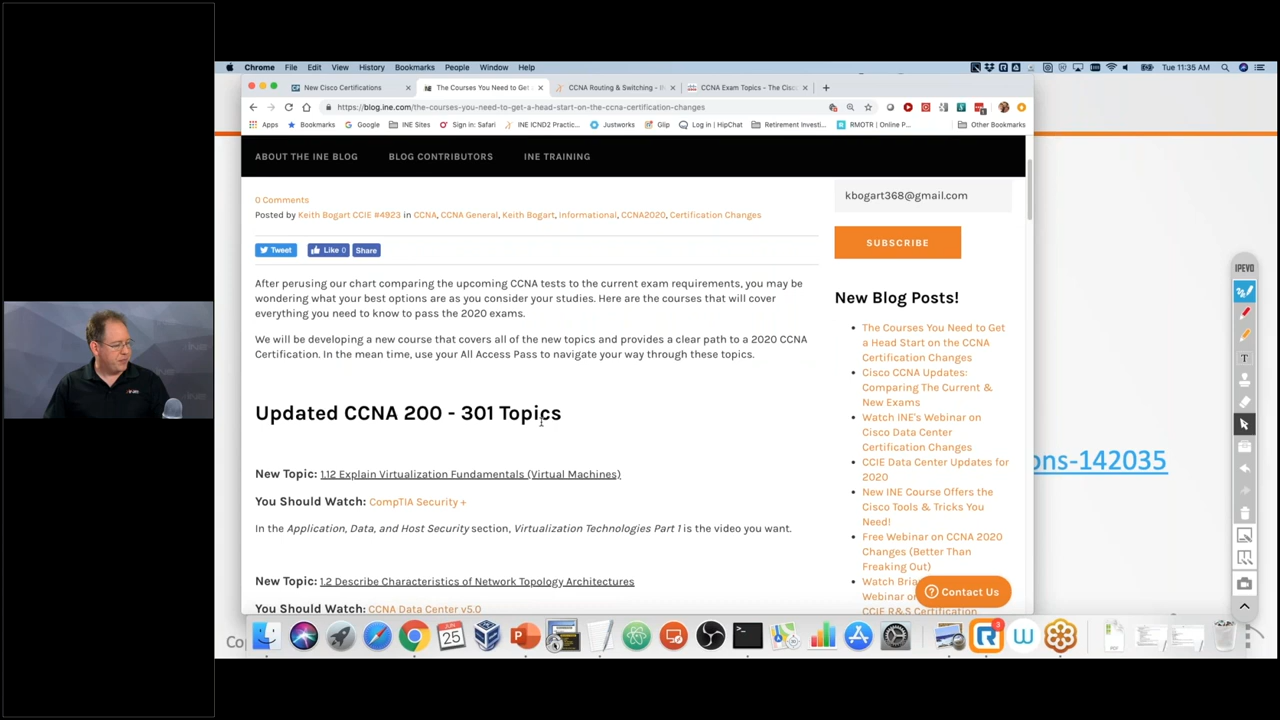 Chrome File Edit View History Bookmarks People Window Help
Tue 11:35 AM
New Cisco Certifications
The Courses You Need to Get
CCNA Routing & Switching - P
CCNA Exam Topics - The Cisc
https://blog.ine.com/the-courses-you-need-to-get-a-head-start-on-the-ccna-certification-changes
Apps Bookmarks Google INE Sites Sign in: Safari INE ICND2 Practic... Justworks Glip Log in | HipChat Retirement Investi... RMOTR | Online P... Other Bookmarks
ABOUT THE INE BLOG BLOG CONTRIBUTORS INE TRAINING
0 Comments
Posted by Keith Bogart CCIE #4923 in CCNA, CCNA General, Keith Bogart, Informational, CCNA2020, Certification Changes
Tweet Like 0 Share
After perusing our chart comparing the upcoming CCNA tests to the current exam requirements, you may be
wondering what your best options are as you consider your studies. Here are the courses that will cover
everything you need to know to pass the 2020 exams.
We will be developing a new course that covers all of the new topics and provides a clear path to a 2020 CCNA
Certification. In the mean time, use your All Access Pass to navigate your way through these topics.
Updated CCNA 200 - 301 Topics
New Topic: 1.12 Explain Virtualization Fundamentals (Virtual Machines)
You Should Watch: CompTIA Security +
In the Application, Data, and Host Security section, Virtualization Technologies Part 1 is the video you want.
New Topic: 1.2 Describe Characteristics of Network Topology Architectures
You Should Watch: CCNA Data Center v5.0
kbogart368@gmail.com
SUBSCRIBE
New Blog Posts!
The Courses You Need to Get
a Head Start on the CCNA
Certification Changes
Cisco CCNA Updates:
Comparing The Current &
New Exams
Watch INE's Webinar on
Cisco Data Center
Certification Changes
CCIE Data Center Updates for
2020
New INE Course Offers the
Cisco Tools & Tricks You
Need!
Free Webinar on CCNA 2020
Changes (Better Than
Freaking Out)
Watch Bria
Webinar o
CCIE R&S Certification
Contact Us
ons-142035
IPEVO
T
Co
JUN
25
3